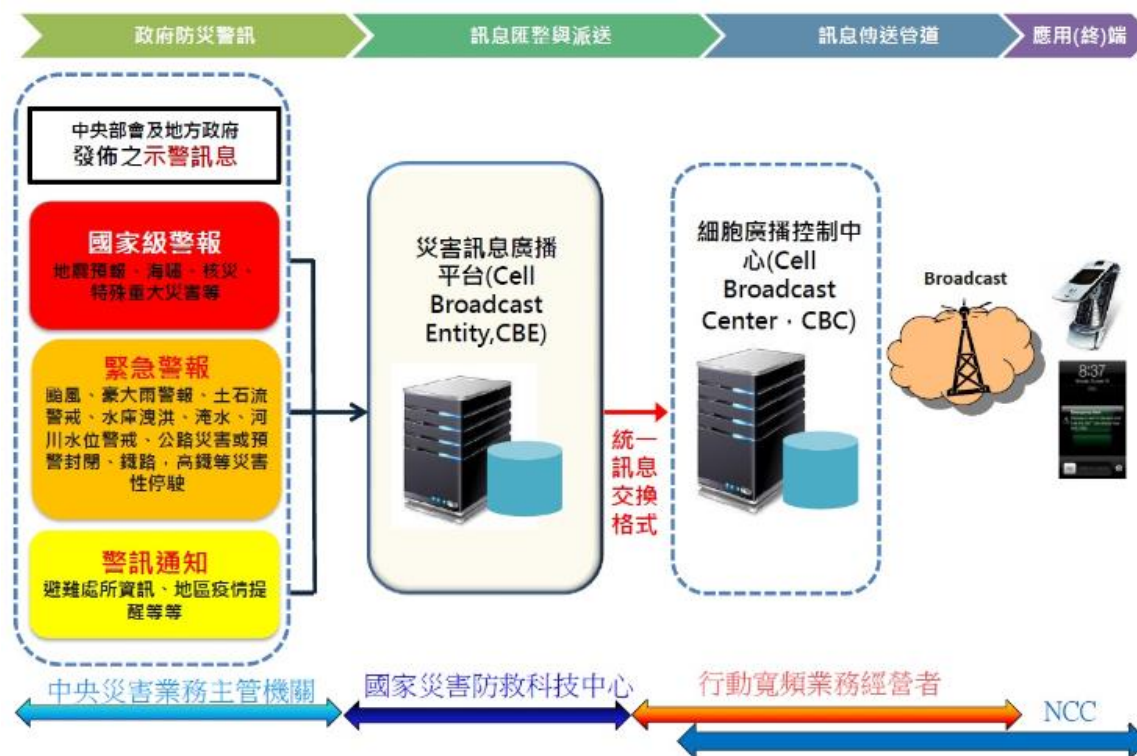 政府防災警訊
訊息匯整與派送
訊息傳送管道
應用(終)端
中央部會及地方政府
發佈之示警訊息
國家級警報
地震預報、海嘯、核災、
特殊重大災害等
緊急警報
颱風、豪大雨警報、土石流
警戒、水庫洩洪、淹水、河
川水位警戒、公路災害或預
警封閉、鐵路，高鐵等災害
性停駛
警訊通知
避難處所資訊、地區疫情提
醒等等
災害訊息廣播
平台(Cell
Broadcast
Entity,CBE)
統一
訊息
交換
格式
細胞廣播控制中
心(Cell
Broadcast
Center，CBC)
Broadcast
8:37
中央災害業務主管機關
國家災害防救科技中心
行動寬頻業務經營者
NCC